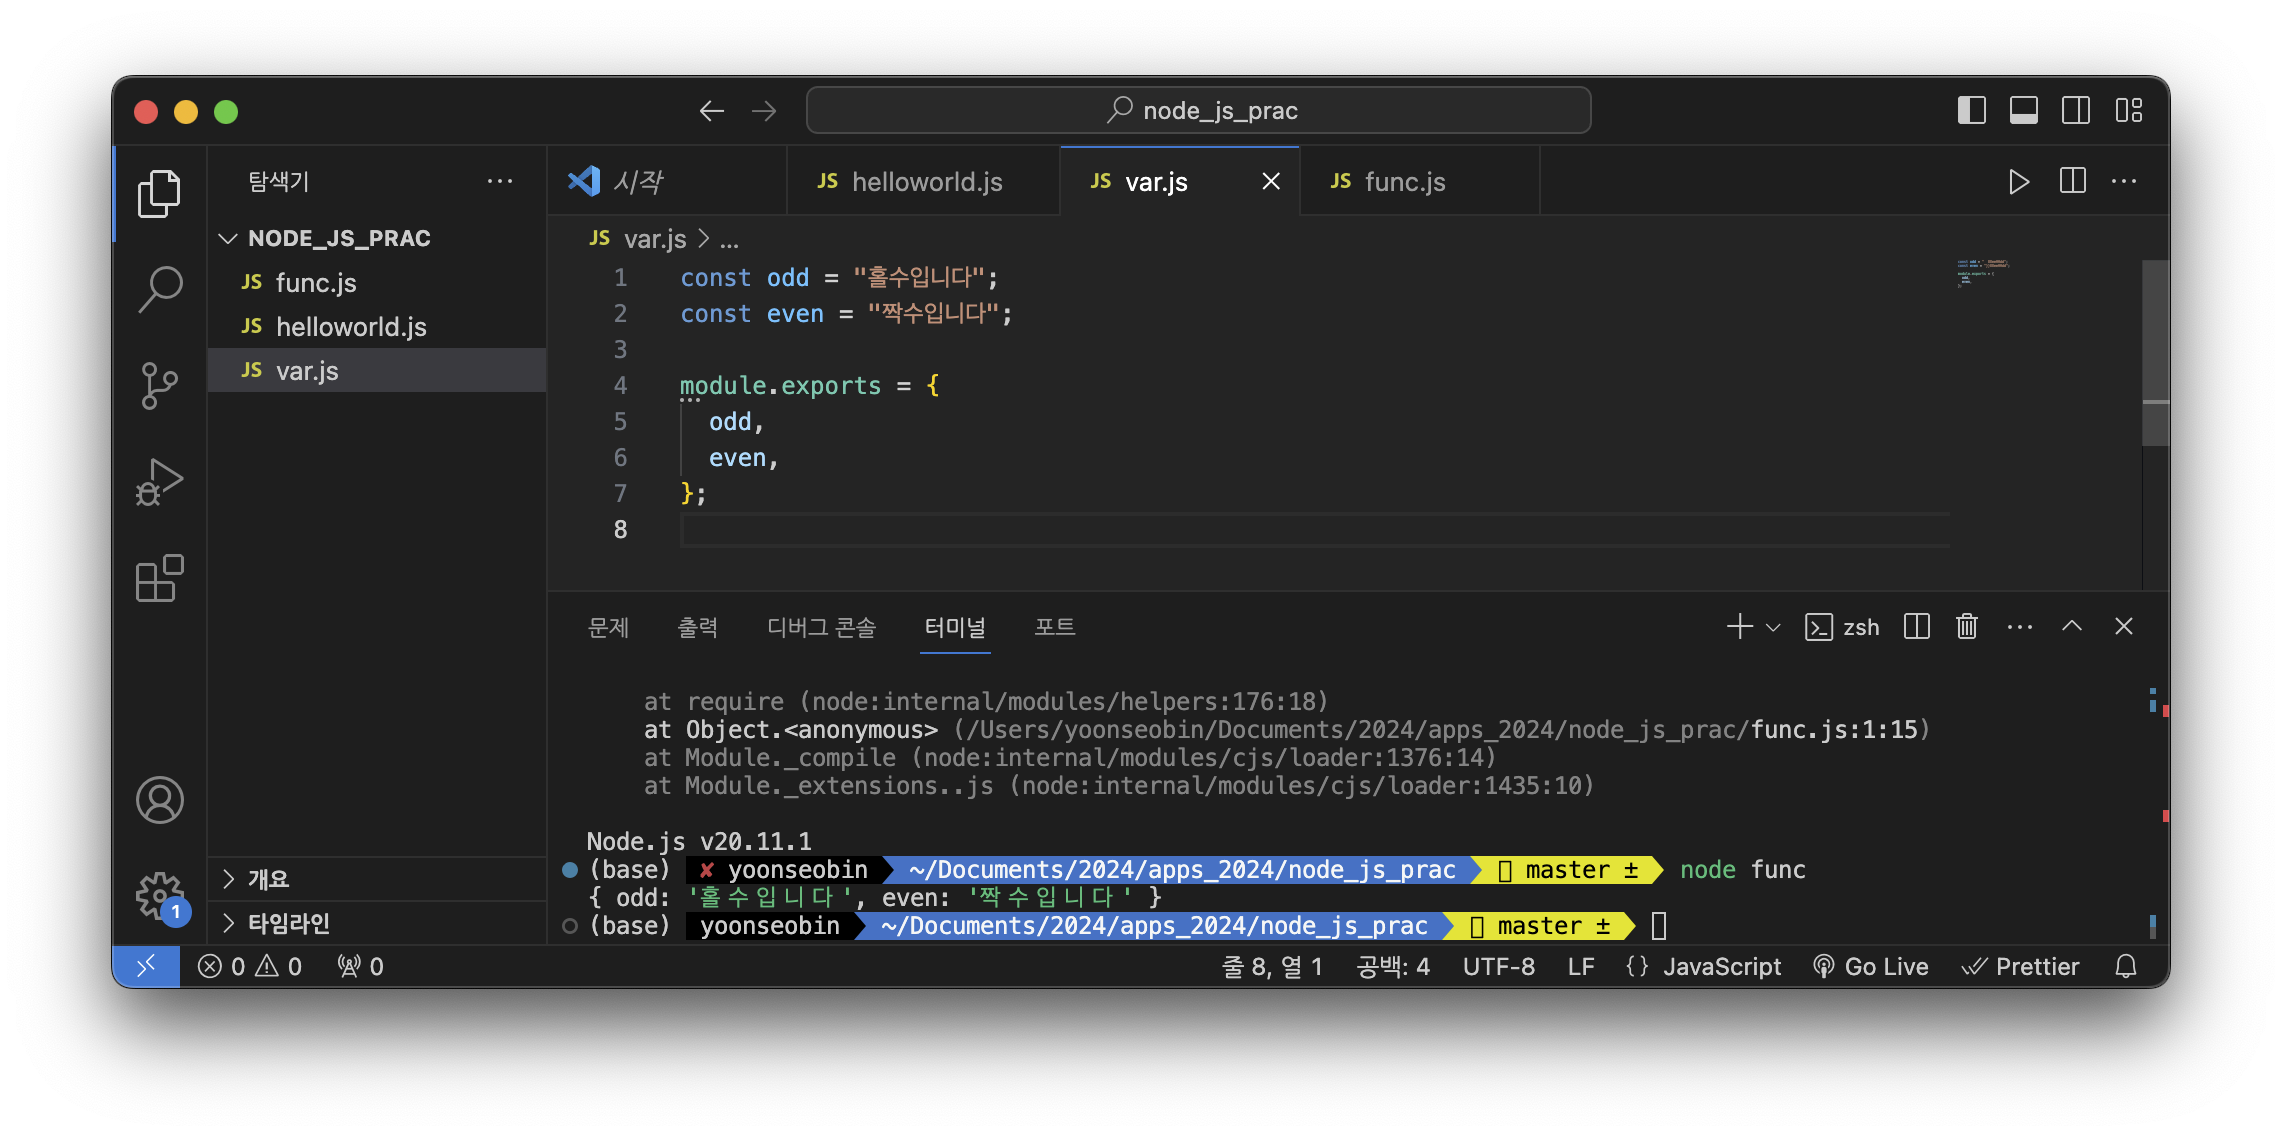 node_js_prac
탐색기
시작
helloworld.js
var.js
func.js
NODE_JS_PRAC
JS func.js
JS helloworld.js
JS var.js
개요
타임라인
JS var.js > ...
1 const odd = "홀수입니다";
2 const even = "짝수입니다";
3
4 module.exports = {
5 odd,
6 even,
7 };
8
문제 출력 디버그 콘솔 터미널 포트
zsh
at require (node:internal/modules/helpers:176:18)
at Object.<anonymous> (/Users/yoonseobin/Documents/2024/apps_2024/node_js_prac/func.js:1:15)
at Module._compile (node:internal/modules/cjs/loader:1376:14)
at Module._extensions..js (node:internal/modules/cjs/loader:1435:10)
Node.js v20.11.1
(base) ✘ yoonseobin ~/Documents/2024/apps_2024/node_js_prac master ± node func
{ odd: '홀수입니다', even: '짝수입니다' }
(base) yoonseobin ~/Documents/2024/apps_2024/node_js_prac master ±
1
0 0 0
줄 8, 열 1 공백: 4 UTF-8 LF {} JavaScript Go Live Prettier